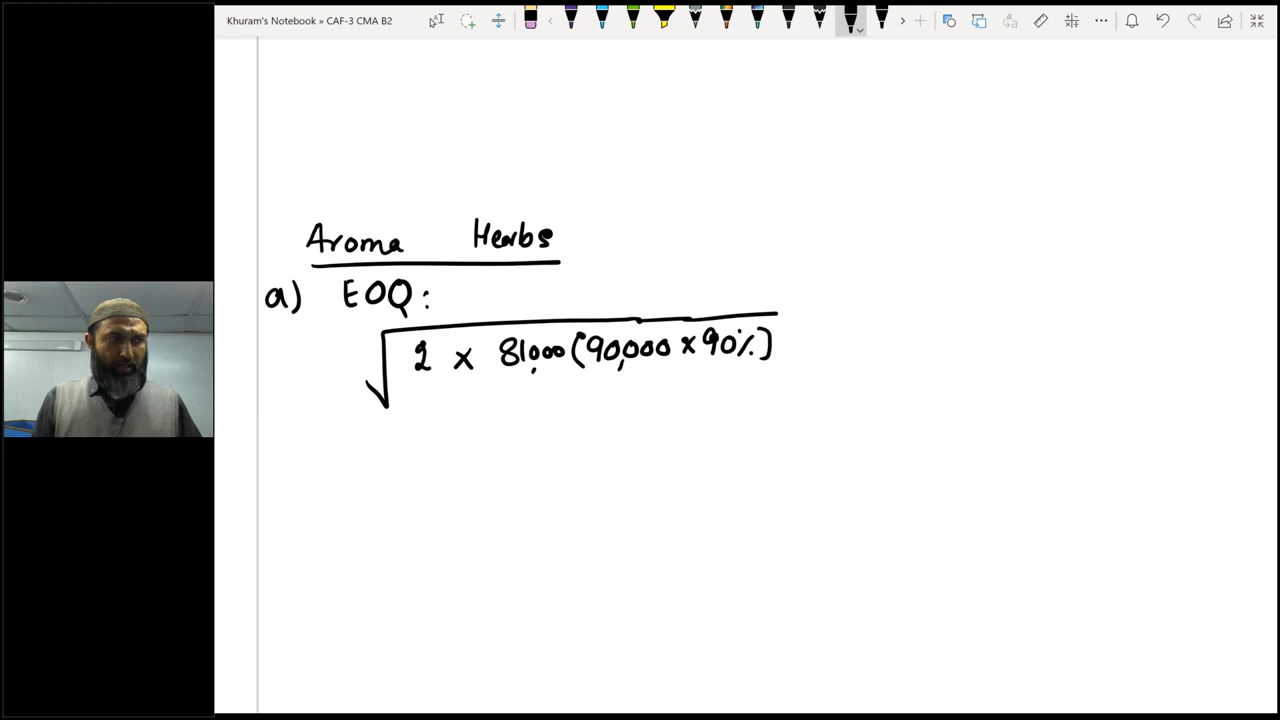 Khuram's Notebook » CAF-3 CMA B2
Aroma Herbs
a) EOQ:
√2 x 81,000 (90,000 x 90%)